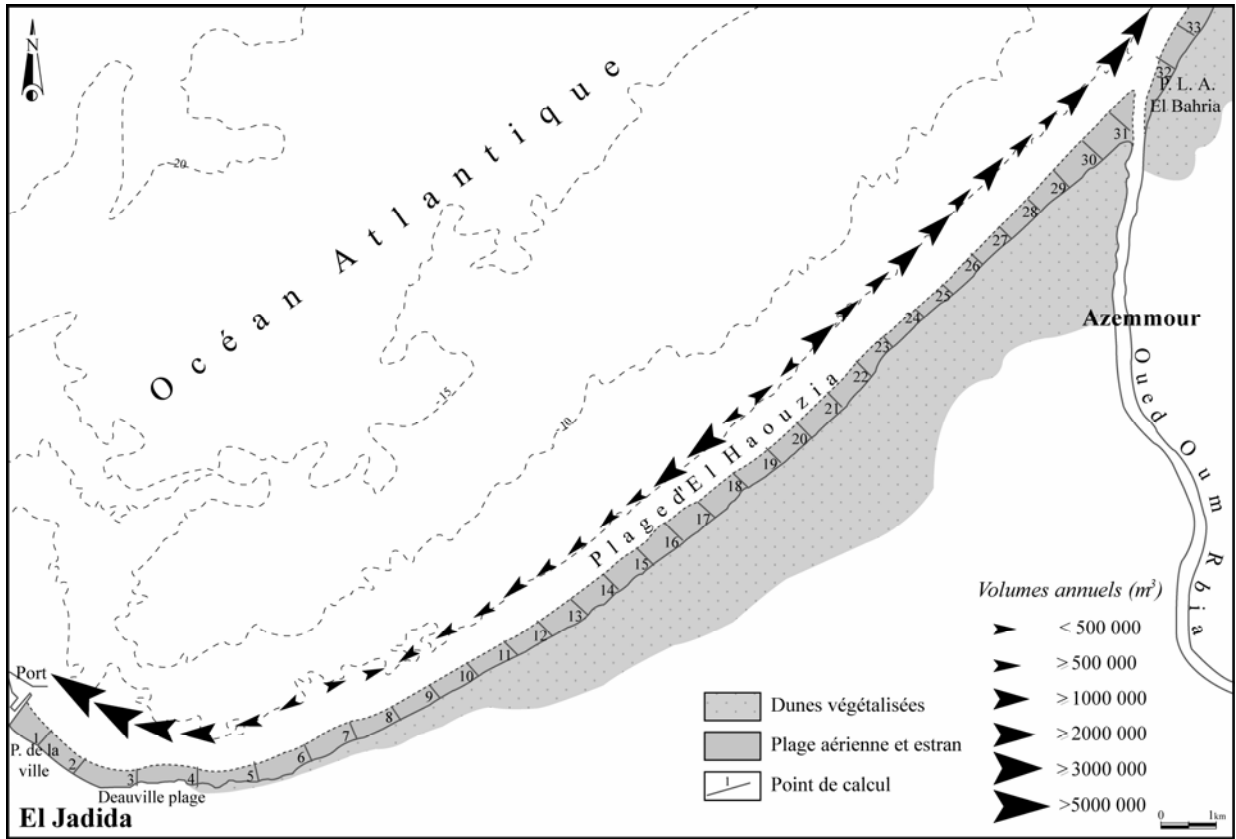 N
Océan Atlantique
20
15
10
33
32
P. L. A.
El Bahria
31
30
29
28
27
26
25
24
23
22
21
20
19
18
17
16
15
14
13
12
11
10
9
8
7
6
5
4
3
2
1
Azemmour
Oued Oum Rbia
Plage d'El Haouzia
Port
P. de la
ville
Deauville plage
El Jadida
Dunes végétalisées
Plage aérienne et estran
1
Point de calcul
Volumes annuels (m³)
< 500 000
≥500 000
≥1000 000
≥2000 000
≥3000 000
>5000 000
0 1km